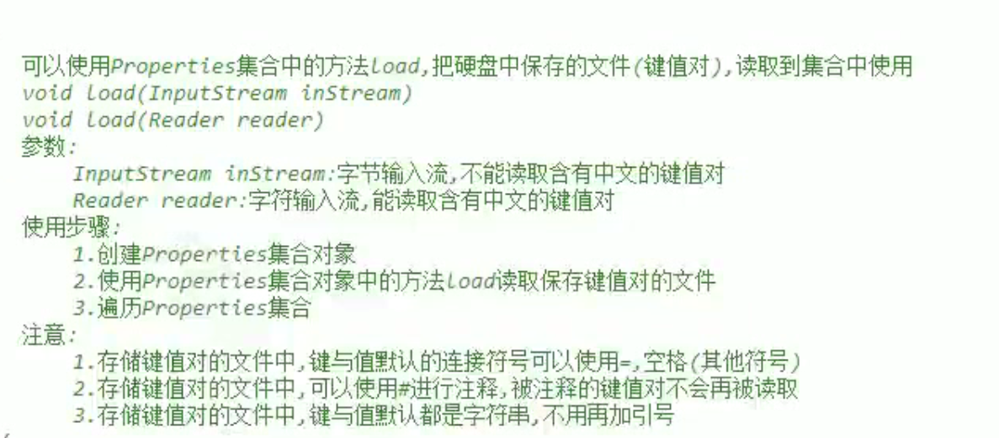 可以使用Properties集合中的方法load,把硬盘中保存的文件(键值对),读取到集合中使用
void load(InputStream inStream)
void load(Reader reader)
参数:
InputStream inStream:字节输入流,不能读取含有中文的键值对
Reader reader:字符输入流,能读取含有中文的键值对
使用步骤:
1.创建Properties集合对象
2.使用Properties集合对象中的方法load读取保存键值对的文件
3.遍历Properties集合
注意:
1.存储键值对的文件中,键与值默认的连接符号可以使用=,空格(其他符号)
2.存储键值对的文件中,可以使用#进行注释,被注释的键值对不会再被读取
3.存储键值对的文件中,键与值默认都是字符串,不用再加引号